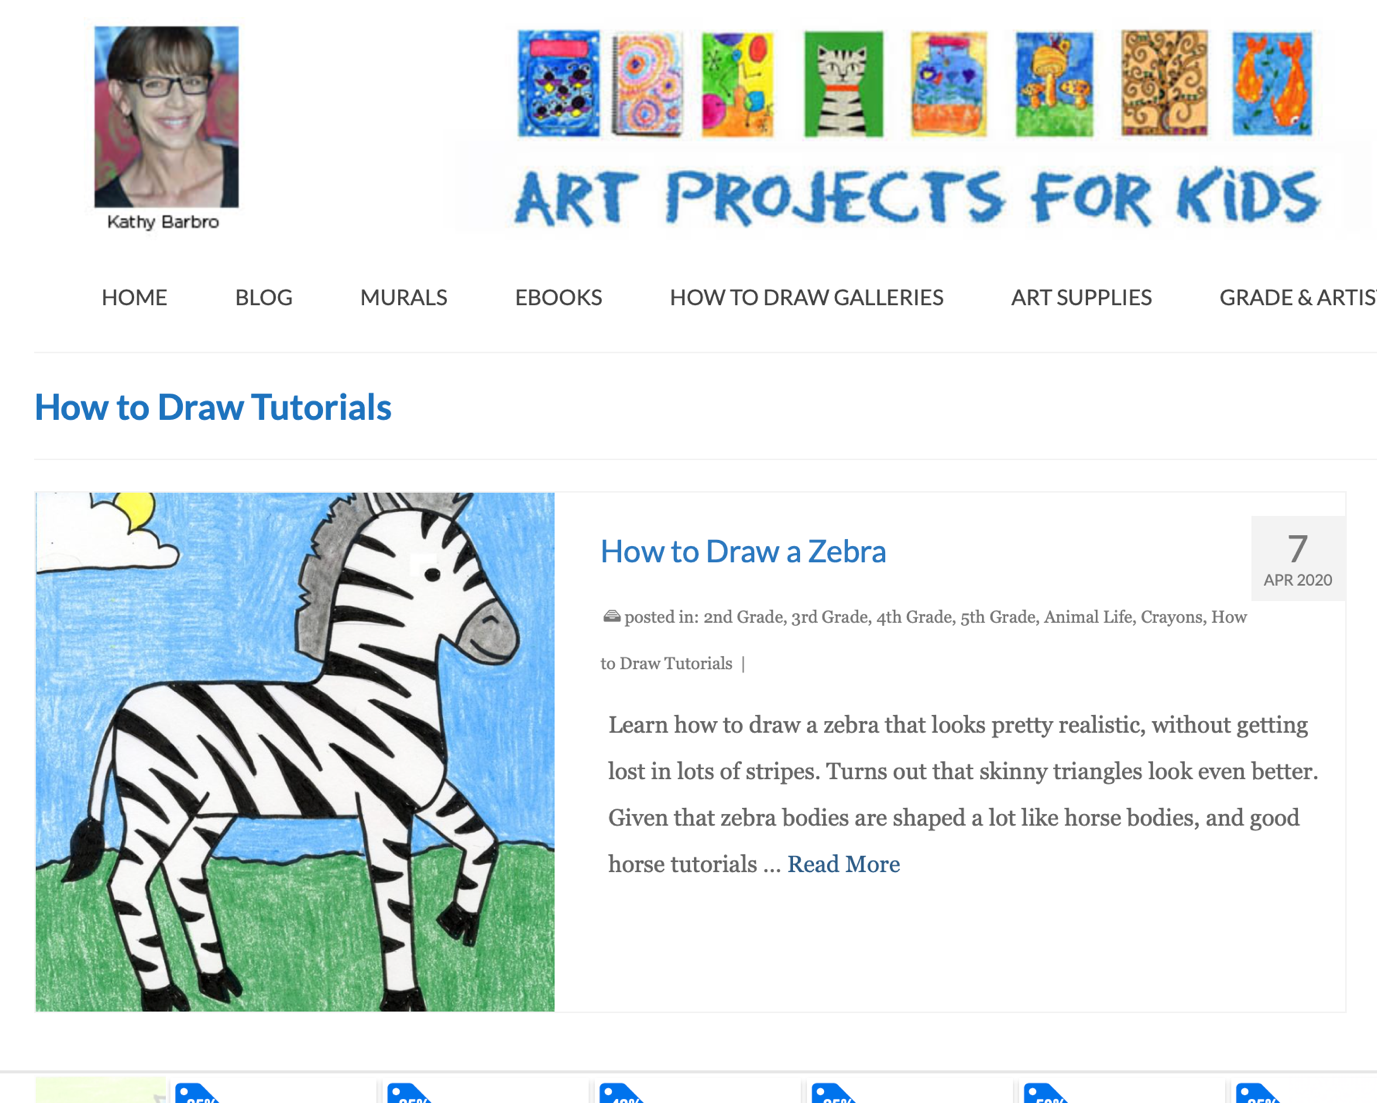 Kathy Barbro
ART PROJECTS FOR KiDS
HOME BLOG MURALS EBOOKS HOW TO DRAW GALLERIES ART SUPPLIES GRADE &
How to Draw Tutorials
How to Draw a Zebra
7
APR 2020
posted in: 2nd Grade, 3rd Grade, 4th Grade, 5th Grade, Animal Life, Crayons, How
to Draw Tutorials |
Learn how to draw a zebra that looks pretty realistic, without getting
lost in lots of stripes. Turns out that skinny triangles look even better.
Given that zebra bodies are shaped a lot like horse bodies, and good
horse tutorials ... Read More